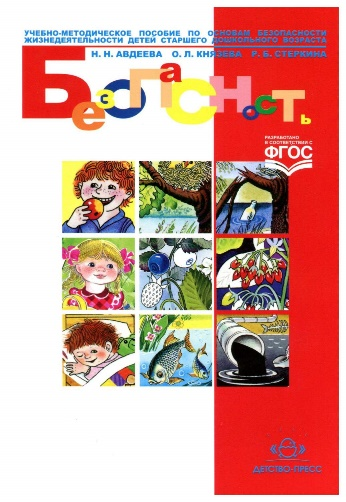 УЧЕБНО-МЕТОДИЧЕСКОЕ ПОСОБИЕ ПО ОСНОВАМ БЕЗОПАСНОСТИ
ЖИЗНЕДЕЯТЕЛЬНОСТИ ДЕТЕЙ СТАРШЕГО ДОШКОЛЬНОГО ВОЗРАСТА
Н. Н. АВДЕЕВА О. Л. КНЯЗЕВА Р. Б. СТЕРКИНА
БЕЗОПАСНОСТЬ
РАЗРАБОТАНО
В СООТВЕТСТВИИ С
ФГОС
ДЕТСТВО-ПРЕСС